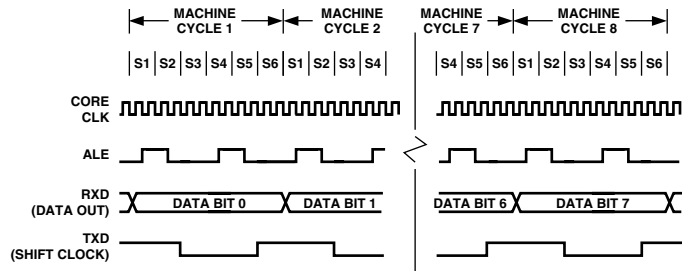 MACHINE CYCLE 1
MACHINE CYCLE 2
MACHINE CYCLE 7
MACHINE CYCLE 8
S1 S2 S3 S4 S5 S6 S1 S2 S3 S4 S4 S5 S6 S1 S2 S3 S4 S5 S6
CORE CLK
ALE
RXD (DATA OUT)
DATA BIT 0 DATA BIT 1 DATA BIT 6 DATA BIT 7
TXD (SHIFT CLOCK)